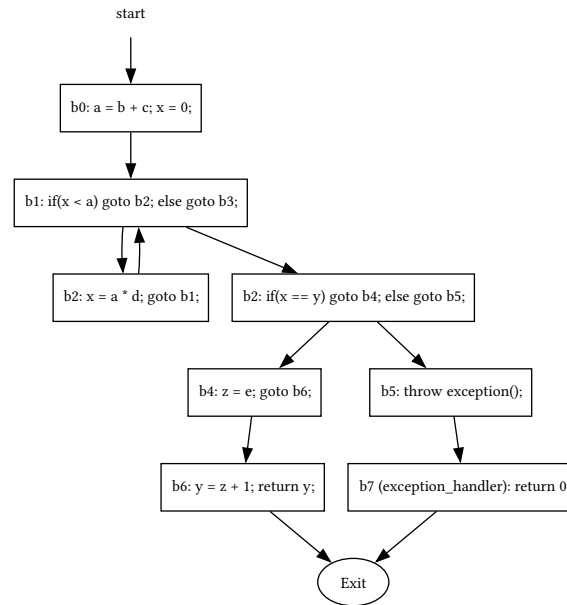 start
b0: a = b + c; x = 0;
b1: if(x < a) goto b2; else goto b3;
b2: x = a * d; goto b1;
b2: if(x == y) goto b4; else goto b5;
b4: z = e; goto b6;
b5: throw exception();
b6: y = z + 1; return y;
b7 (exception_handler): return 0
Exit